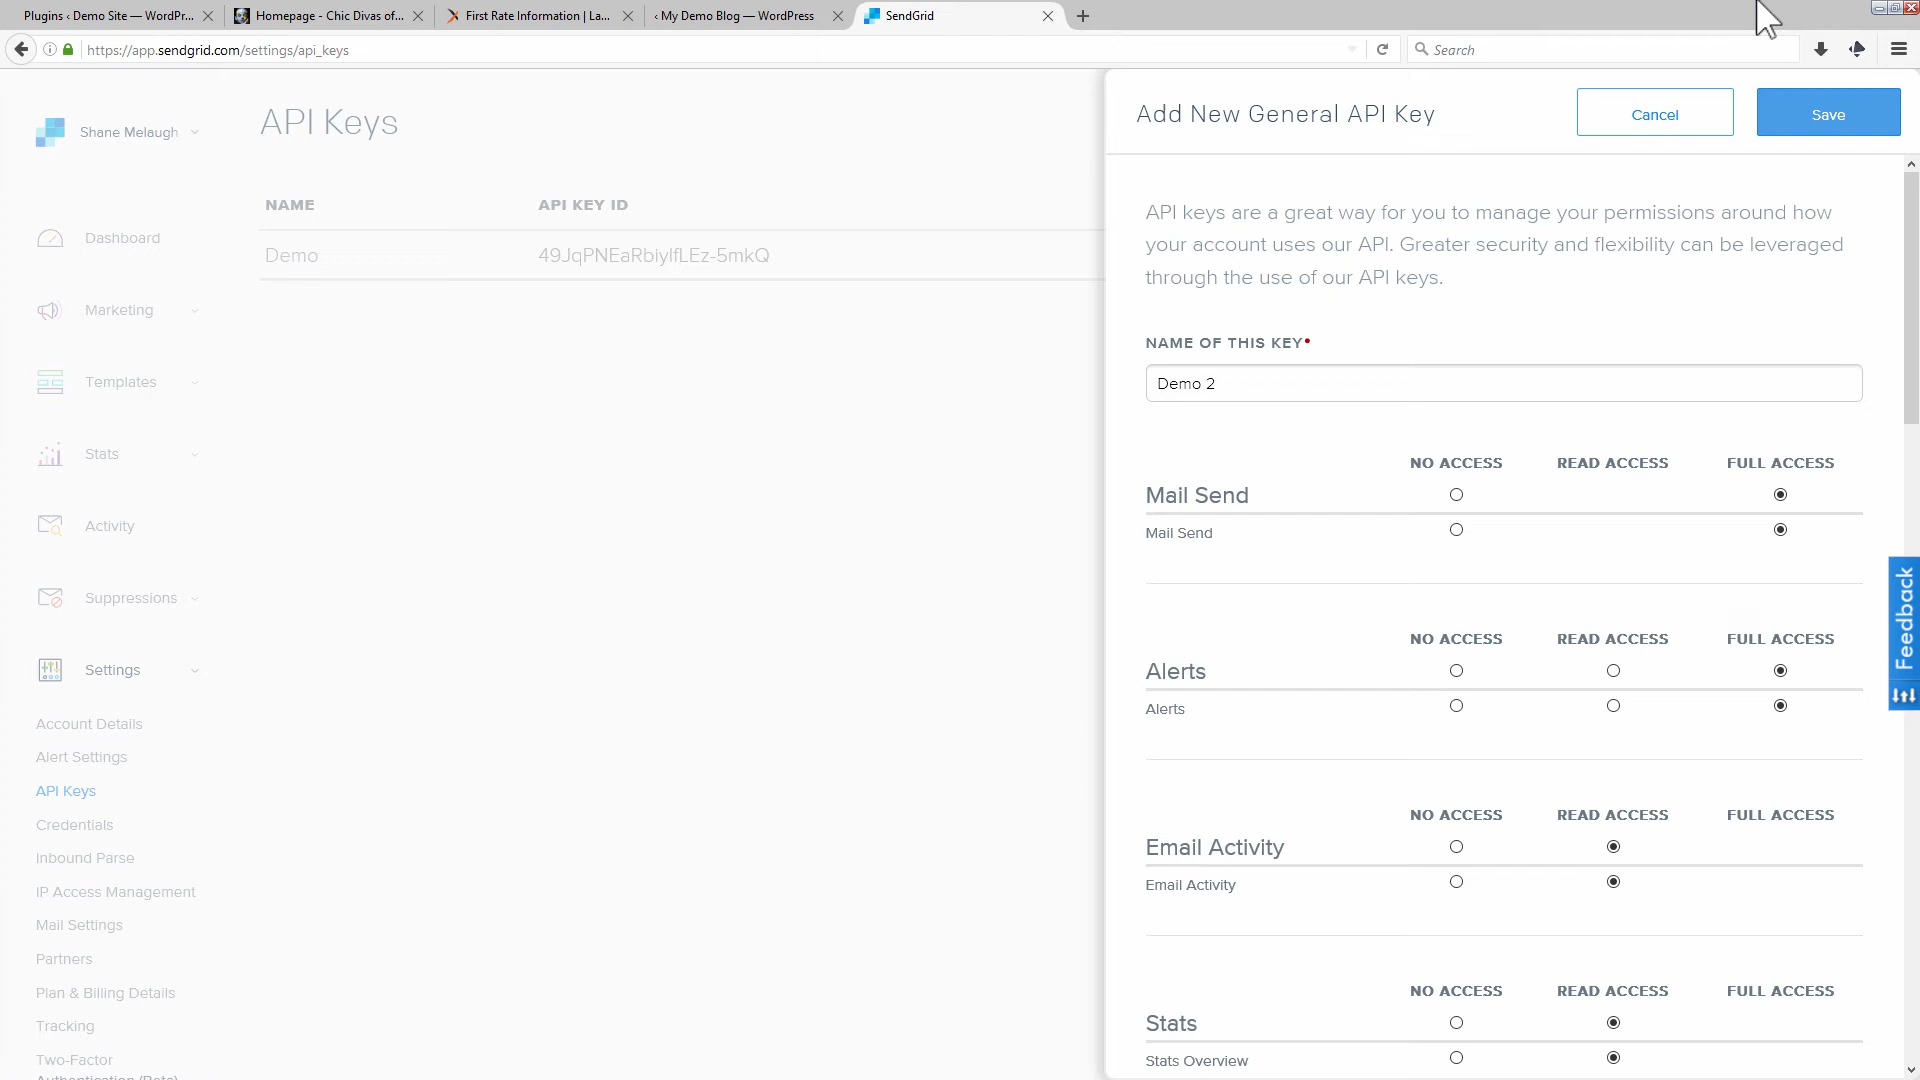 Plugins ‹ Demo Site — WordPr...
Homepage - Chic Divas of...
First Rate Information | La...
‹ My Demo Blog — WordPress
SendGrid
https://app.sendgrid.com/settings/api_keys
Search
Shane Melaugh
API Keys
Add New General API Key
Cancel
Save
NAME
API KEY ID
Demo
49JqPNEaRbiyIfLEz-5mkQ
Dashboard
Marketing
Templates
Stats
Activity
Suppressions
Settings
Account Details
Alert Settings
API Keys
Credentials
Inbound Parse
IP Access Management
Mail Settings
Partners
Plan & Billing Details
Tracking
Two-Factor
Authentication (Beta)
API keys are a great way for you to manage your permissions around how
your account uses our API. Greater security and flexibility can be leveraged
through the use of our API keys.
NAME OF THIS KEY•
Demo 2
NO ACCESS READ ACCESS FULL ACCESS
Mail Send
Mail Send
NO ACCESS READ ACCESS FULL ACCESS
Alerts
Alerts
NO ACCESS READ ACCESS FULL ACCESS
Email Activity
Email Activity
NO ACCESS READ ACCESS FULL ACCESS
Stats
Stats Overview
Feedback